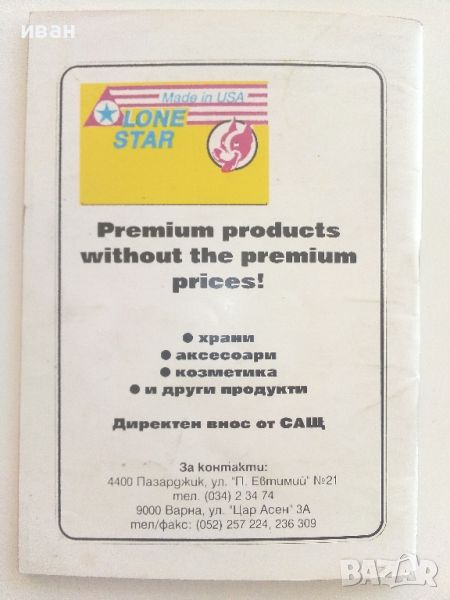 иван
Made in USA
LONE
STAR
Premium products
without the premium
prices!
● храни
● аксесоари
● козметика
● и други продукти
Директен внос от САЩ
За контакти:
4400 Пазарджик, ул. "П. Евтимий" №21
тел. (034) 2 34 74
9000 Варна, ул. "Цар Асен" 3А
тел/факс: (052) 257 224, 236 309
BAZAR